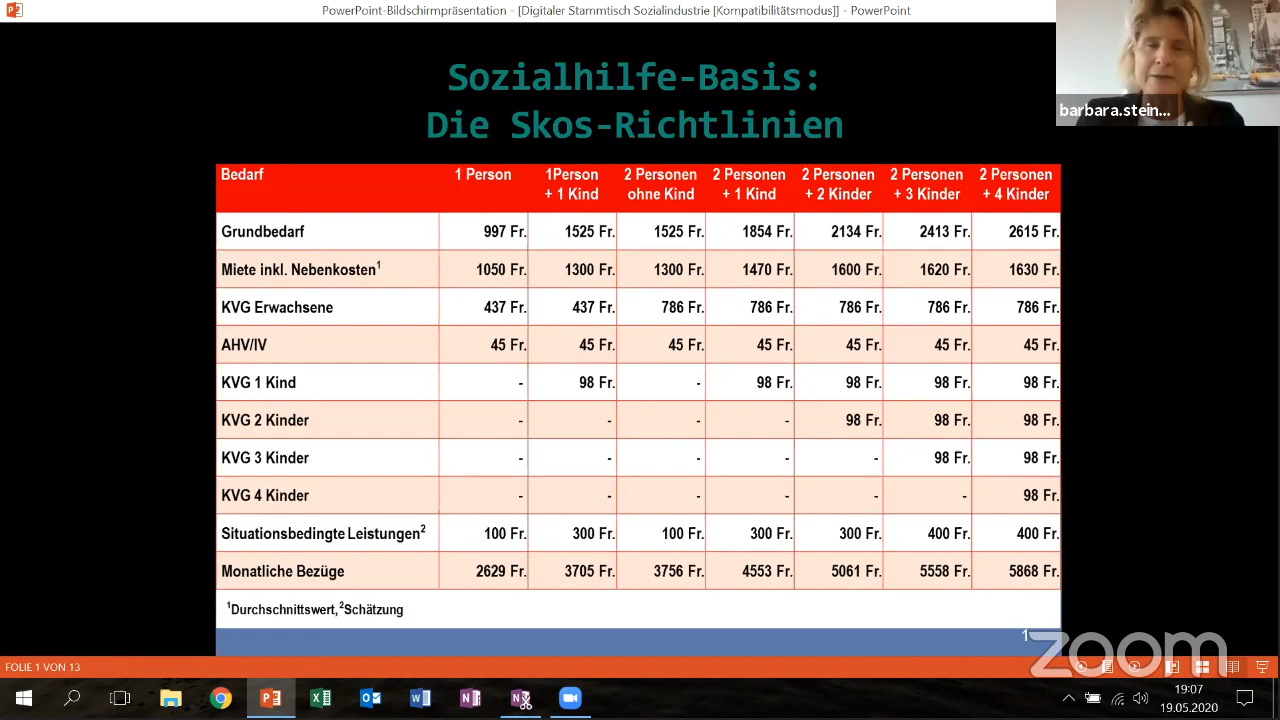 PowerPoint-Bildschirmpräsentation - [Digitaler Stammtisch Sozialindustrie [Kompatibilitätsmodus]] - PowerPoint
barbara.stein...
Sozialhilfe-Basis:
Die Skos-Richtlinien
Bedarf 1 Person 1Person + 1 Kind 2 Personen ohne Kind 2 Personen + 1 Kind 2 Personen + 2 Kinder 2 Personen + 3 Kinder 2 Personen + 4 Kinder
Grundbedarf 997 Fr. 1525 Fr. 1525 Fr. 1854 Fr. 2134 Fr. 2413 Fr. 2615 Fr.
Miete inkl. Nebenkosten¹ 1050 Fr. 1300 Fr. 1300 Fr. 1470 Fr. 1600 Fr. 1620 Fr. 1630 Fr.
KVG Erwachsene 437 Fr. 437 Fr. 786 Fr. 786 Fr. 786 Fr. 786 Fr. 786 Fr.
AHV/IV 45 Fr. 45 Fr. 45 Fr. 45 Fr. 45 Fr. 45 Fr. 45 Fr.
KVG 1 Kind - 98 Fr. - 98 Fr. 98 Fr. 98 Fr. 98 Fr.
KVG 2 Kinder - - - - 98 Fr. 98 Fr. 98 Fr.
KVG 3 Kinder - - - - - 98 Fr. 98 Fr.
KVG 4 Kinder - - - - - - 98 Fr.
Situationsbedingte Leistungen² 100 Fr. 300 Fr. 100 Fr. 300 Fr. 300 Fr. 400 Fr. 400 Fr.
Monatliche Bezüge 2629 Fr. 3705 Fr. 3756 Fr. 4553 Fr. 5061 Fr. 5558 Fr. 5868 Fr.
¹Durchschnittswert, ²Schätzung
1
zoom
FOLIE 1 VON 13
19:07
19.05.2020